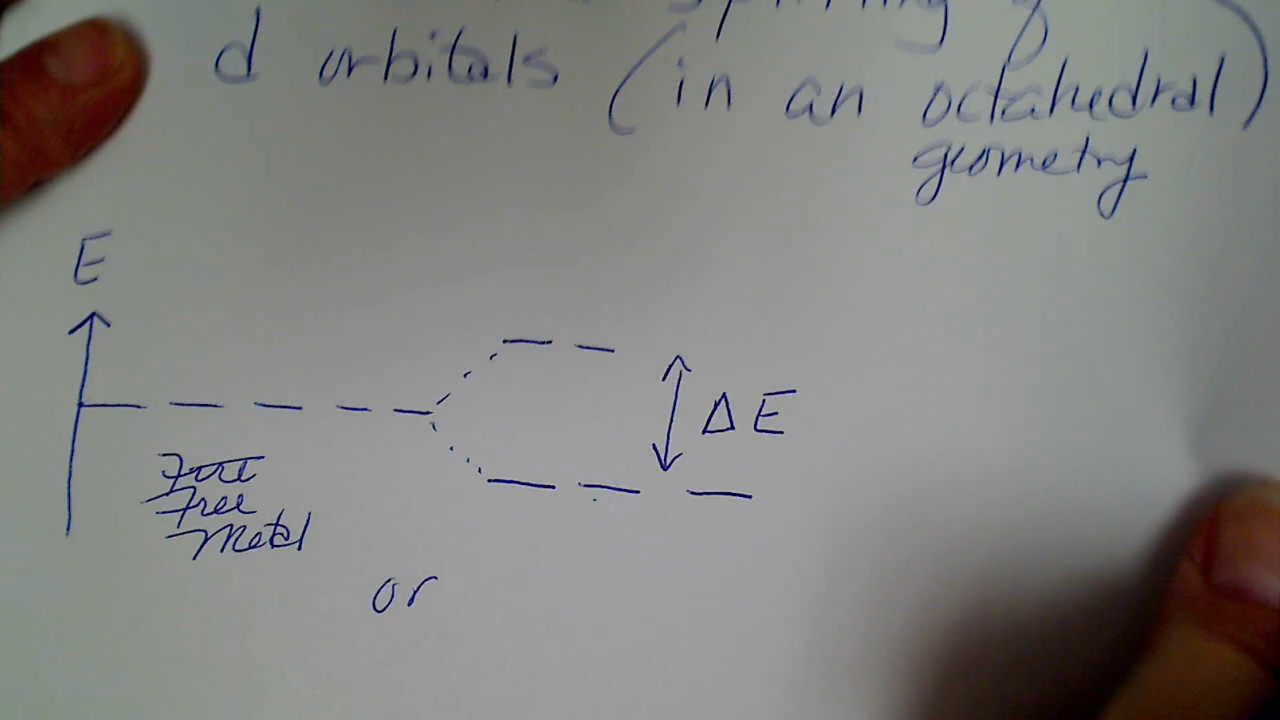 d orbitals (in an octahedral)
geometry
E
ΔE
Free
Metal
or